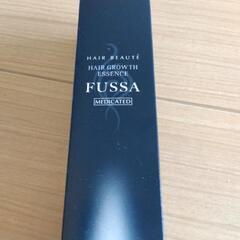 HAIR BEAUTÉ
HAIR GROWTH
ESSENCE
FUSSA
MEDICATED